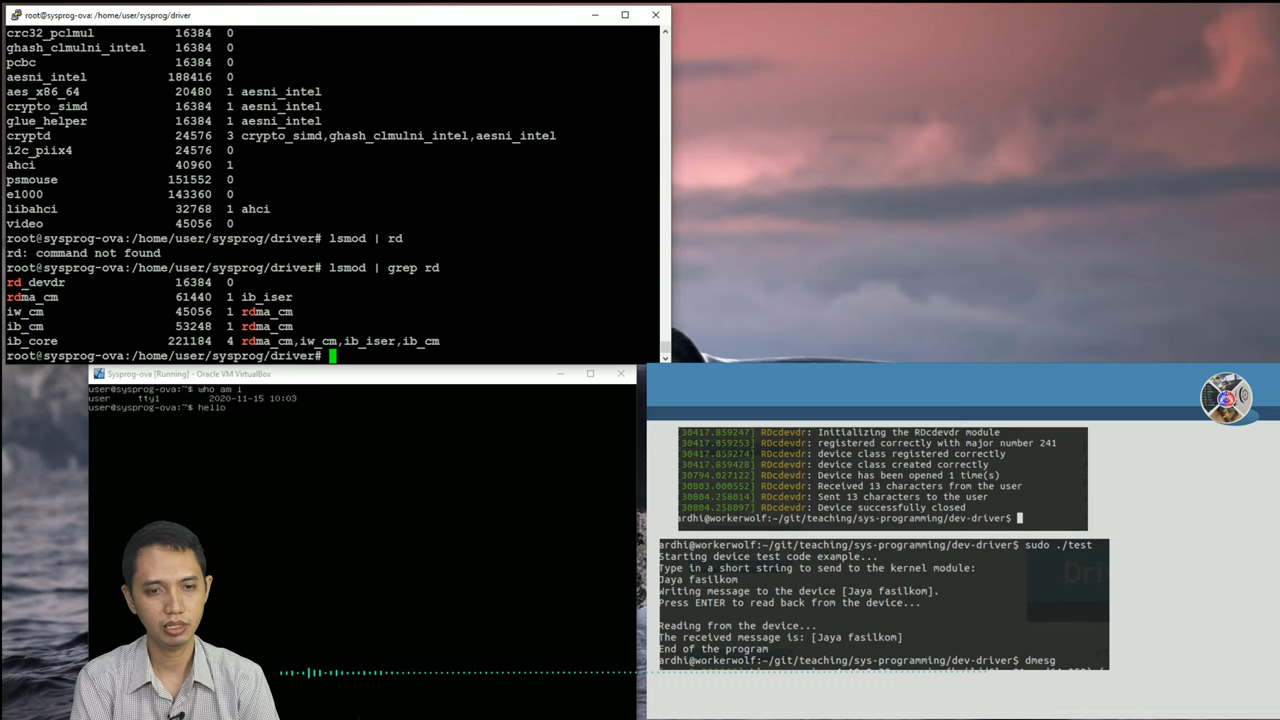 root@sysprog-ova: /home/user/sysprog/driver
crc32_pclmul 16384 0
ghash_clmulni_intel 16384 0
pcbc 16384 0
aesni_intel 188416 0
aes_x86_64 20480 1 aesni_intel
crypto_simd 16384 1 aesni_intel
glue_helper 16384 1 aesni_intel
cryptd 24576 3 crypto_simd,ghash_clmulni_intel,aesni_intel
i2c_piix4 24576 0
ahci 40960 1
psmouse 151552 0
e1000 143360 0
libahci 32768 1 ahci
video 45056 0
root@sysprog-ova:/home/user/sysprog/driver# lsmod | rd
rd: command not found
root@sysprog-ova:/home/user/sysprog/driver# lsmod | grep rd
rd_devdr 16384 0
rdma_cm 61440 1 ib_iser
iw_cm 45056 1 rdma_cm
ib_cm 53248 1 rdma_cm
ib_core 221184 4 rdma_cm,iw_cm,ib_iser,ib_cm
root@sysprog-ova:/home/user/sysprog/driver#
Sysprog-ova [Running] - Oracle VM VirtualBox
user@sysprog-ova:~$ who am i
user tty1 2020-11-15 10:03
user@sysprog-ova:~$ hello
30417.859247] RDcdevdr: Initializing the RDcdevdr module
30417.859253] RDcdevdr: registered correctly with major number 241
30417.859274] RDcdevdr: device class registered correctly
30417.859428] RDcdevdr: device class created correctly
30794.027122] RDcdevdr: Device has been opened 1 time(s)
30803.000552] RDcdevdr: Received 13 characters from the user
30804.258014] RDcdevdr: Sent 13 characters to the user
30804.258097] RDcdevdr: Device successfully closed
ardhi@workerwolf:~/git/teaching/sys-programming/dev-driver$
ardhi@workerwolf:~/git/teaching/sys-programming/dev-driver$ sudo ./test
Starting device test code example...
Type in a short string to send to the kernel module:
Jaya fasilkom
Writing message to the device [Jaya fasilkom].
Press ENTER to read back from the device...
Reading from the device...
The received message is: [Jaya fasilkom]
End of the program
ardhi@workerwolf:~/git/teaching/sys-programming/dev-driver$ dmesg